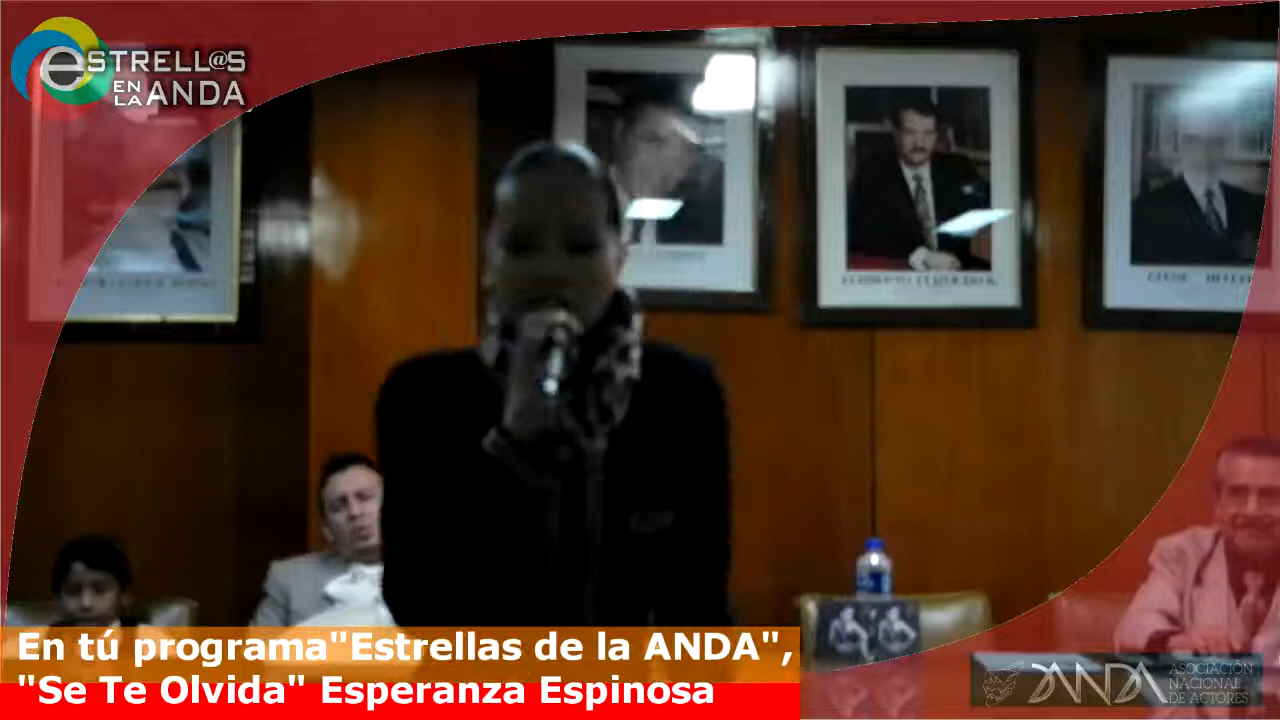 eSTRELL@S
EN
LA ANDA
En tú programa"Estrellas de la ANDA",
"Se Te Olvida" Esperanza Espinosa
ANDA
ASOCIACIÓN
NACIONAL
DE ACTORES